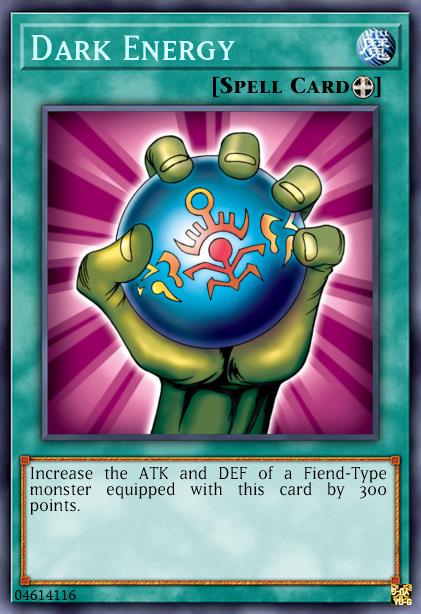 Dark Energy
魔
[Spell Card]
Increase the ATK and DEF of a Fiend-Type
monster equipped with this card by 300
points.
04614116